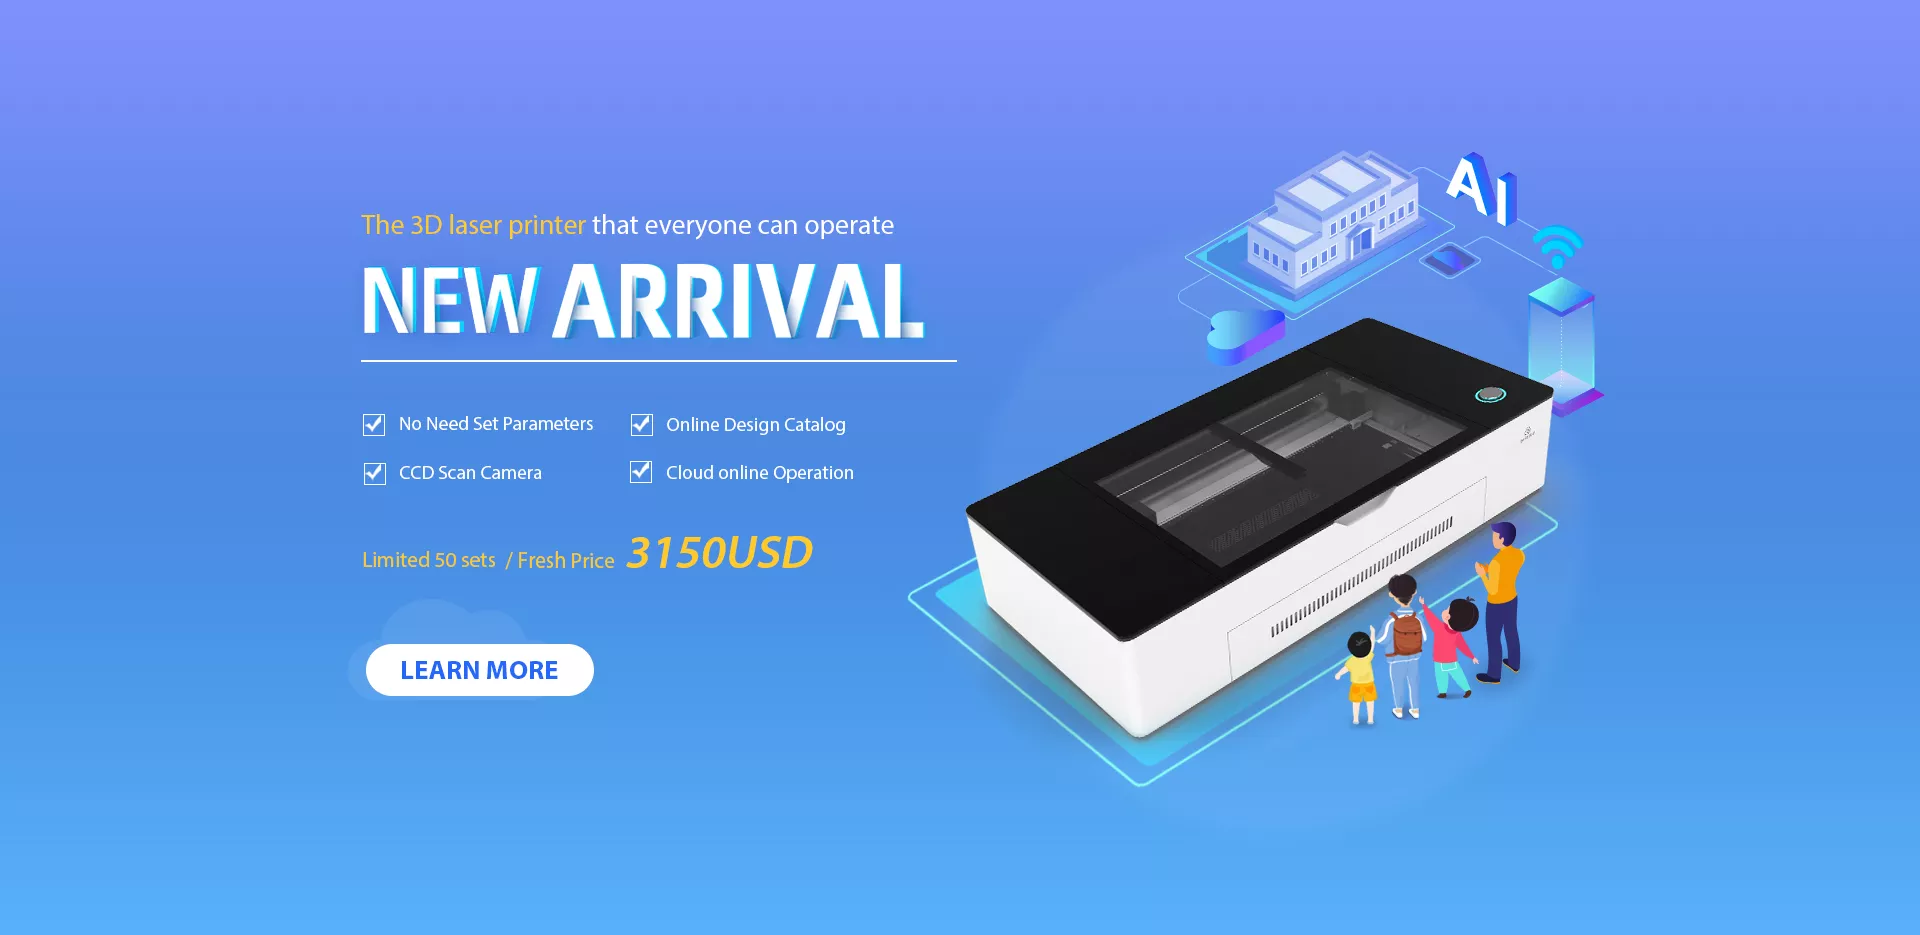 The 3D laser printer that everyone can operate
NEW ARRIVAL
No Need Set Parameters
Online Design Catalog
CCD Scan Camera
Cloud online Operation
Limited 50 sets / Fresh Price 3150USD
LEARN MORE
AI